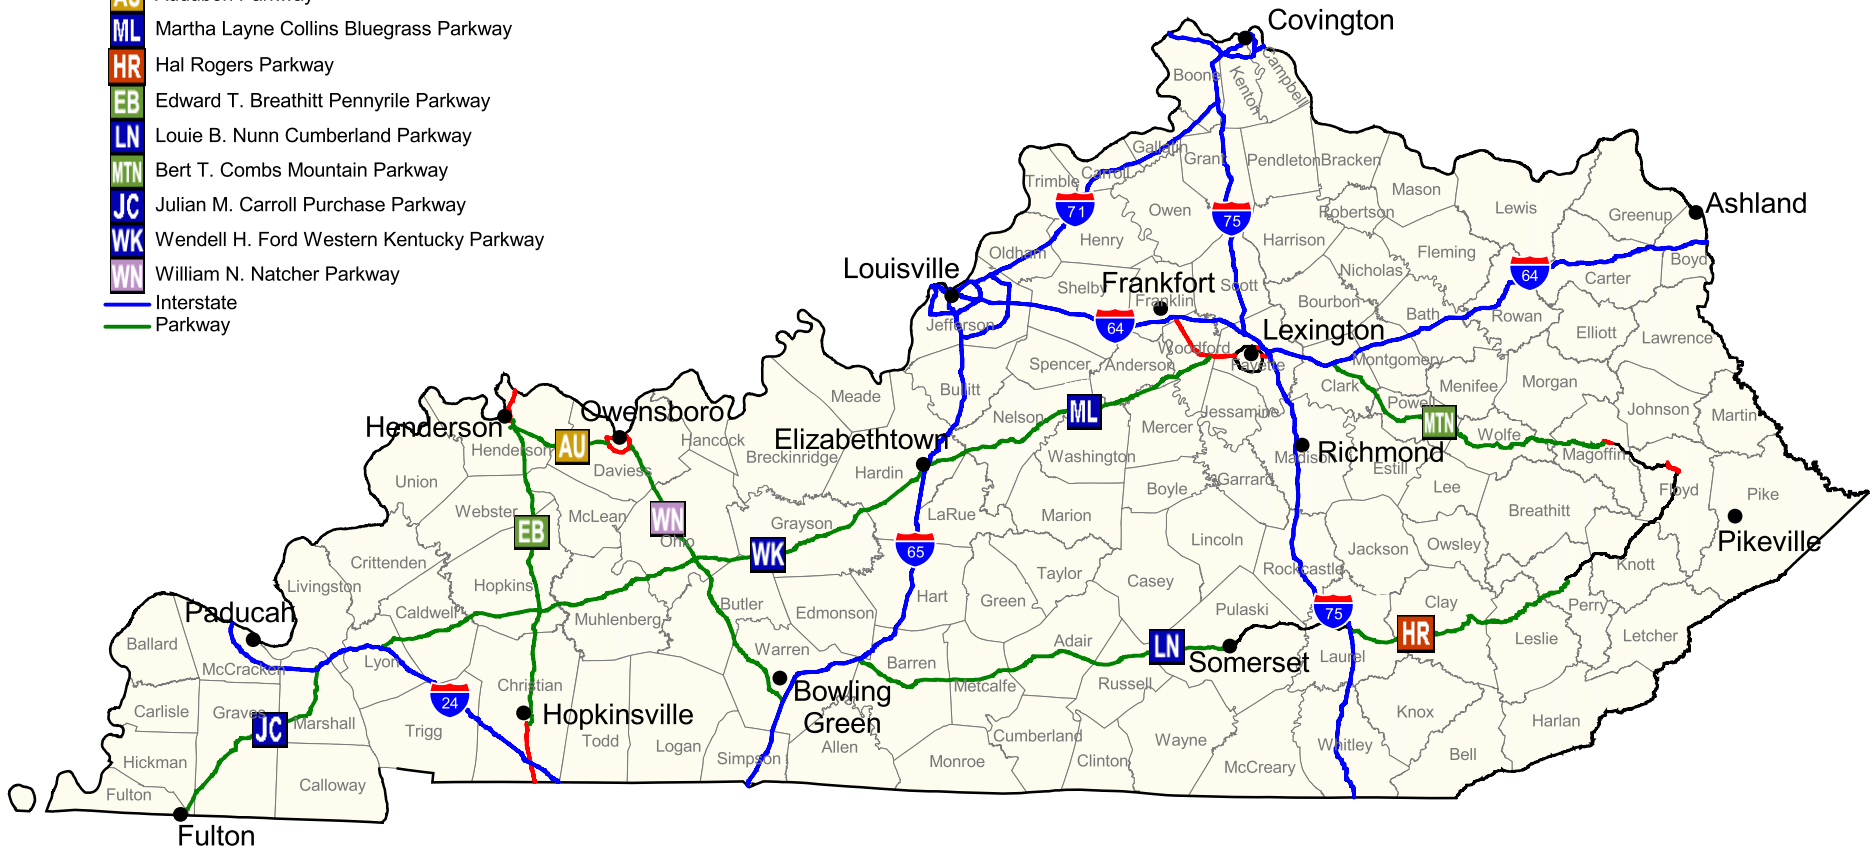 AU Audubon Parkway
ML Martha Layne Collins Bluegrass Parkway
HR Hal Rogers Parkway
EB Edward T. Breathitt Pennyrile Parkway
LN Louie B. Nunn Cumberland Parkway
MTN Bert T. Combs Mountain Parkway
JC Julian M. Carroll Purchase Parkway
WK Wendell H. Ford Western Kentucky Parkway
WN William N. Natcher Parkway
Interstate
Parkway
Covington
Boone
Kenton
Campbell
Gallatin
Grant
Pendleton
Bracken
Trimble
Carroll
Mason
Owen
71
75
Robertson
Lewis
Greenup
Ashland
Oldham
Henry
Harrison
Fleming
Boyd
Louisville
Shelby
Frankfort
Franklin
Scott
Nicholas
64
Carter
Bourbon
Bath
Rowan
Jefferson
64
Lexington
Elliott
Lawrence
Woodford
Fayette
Spencer
Anderson
Montgomery
Bullitt
Clark
Menifee
Morgan
Meade
Nelson
ML
Jessamine
Powell
MTN
Johnson
Martin
Henderson
Owensboro
Hancock
Mercer
Wolfe
Henderson
AU
Daviess
Breckinridge
Elizabethtown
Hardin
Washington
Madison
Richmond
Estill
Magoffin
Union
Boyle
Garrard
Lee
Floyd
Pike
Webster
McLean
WN
Grayson
LaRue
Marion
Breathitt
EB
Ohio
WK
65
Lincoln
Jackson
Owsley
Pikeville
Crittenden
Livingston
Hopkins
Taylor
Casey
Rockcastle
Knott
Paducah
Caldwell
Muhlenberg
Butler
Edmonson
Hart
Green
Pulaski
75
Clay
Perry
Ballard
McCracken
Lyon
Warren
Barren
Adair
LN
Somerset
Laurel
HR
Leslie
Letcher
Christian
Metcalfe
Russell
Carlisle
Graves
JC
Marshall
24
Trigg
Hopkinsville
Bowling
Green
Knox
Harlan
Hickman
Todd
Logan
Simpson
Allen
Cumberland
Wayne
Whitley
Bell
Fulton
Calloway
Monroe
Clinton
McCreary
Fulton